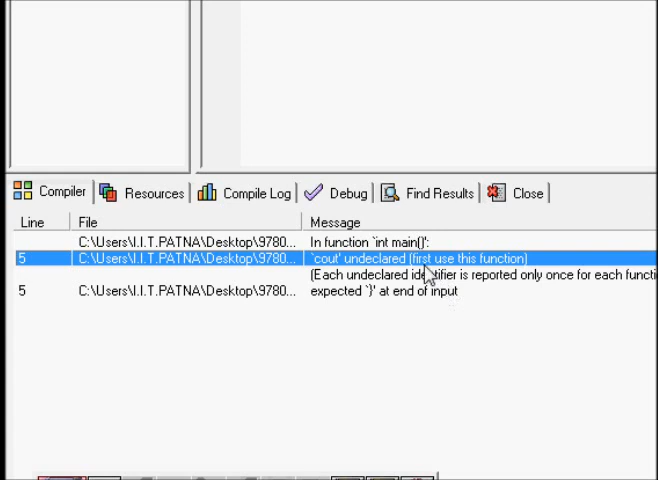 Compiler Resources Compile Log Debug Find Results Close
Line File Message
C:\Users\I.I.T.PATNA\Desktop\9780... In function `int main()':
5 C:\Users\I.I.T.PATNA\Desktop\9780... `cout' undeclared (first use this function)
(Each undeclared identifier is reported only once for each functi
5 C:\Users\I.I.T.PATNA\Desktop\9780... expected `}' at end of input